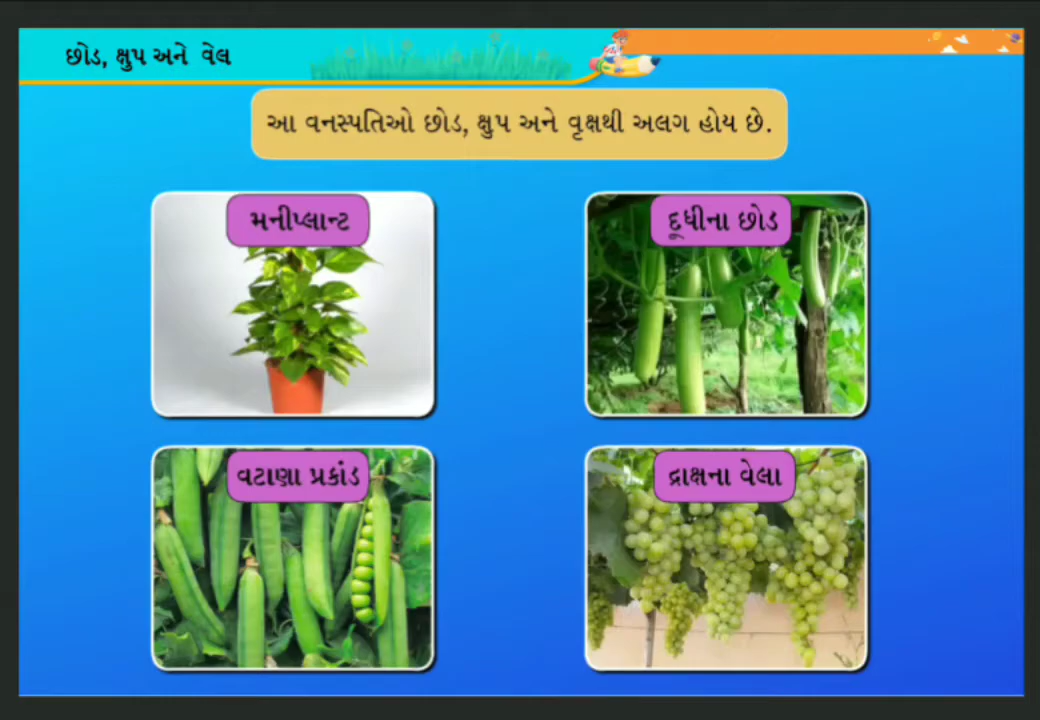 છોડ, ક્ષુપ અને વેલ
આ વનસ્પતિઓ છોડ, ક્ષુપ અને વૃક્ષથી અલગ હોય છે.
મનીપ્લાન્ટ
દૂધીના છોડ
વટાણા પ્રકાંડ
દ્રાક્ષના વેલા